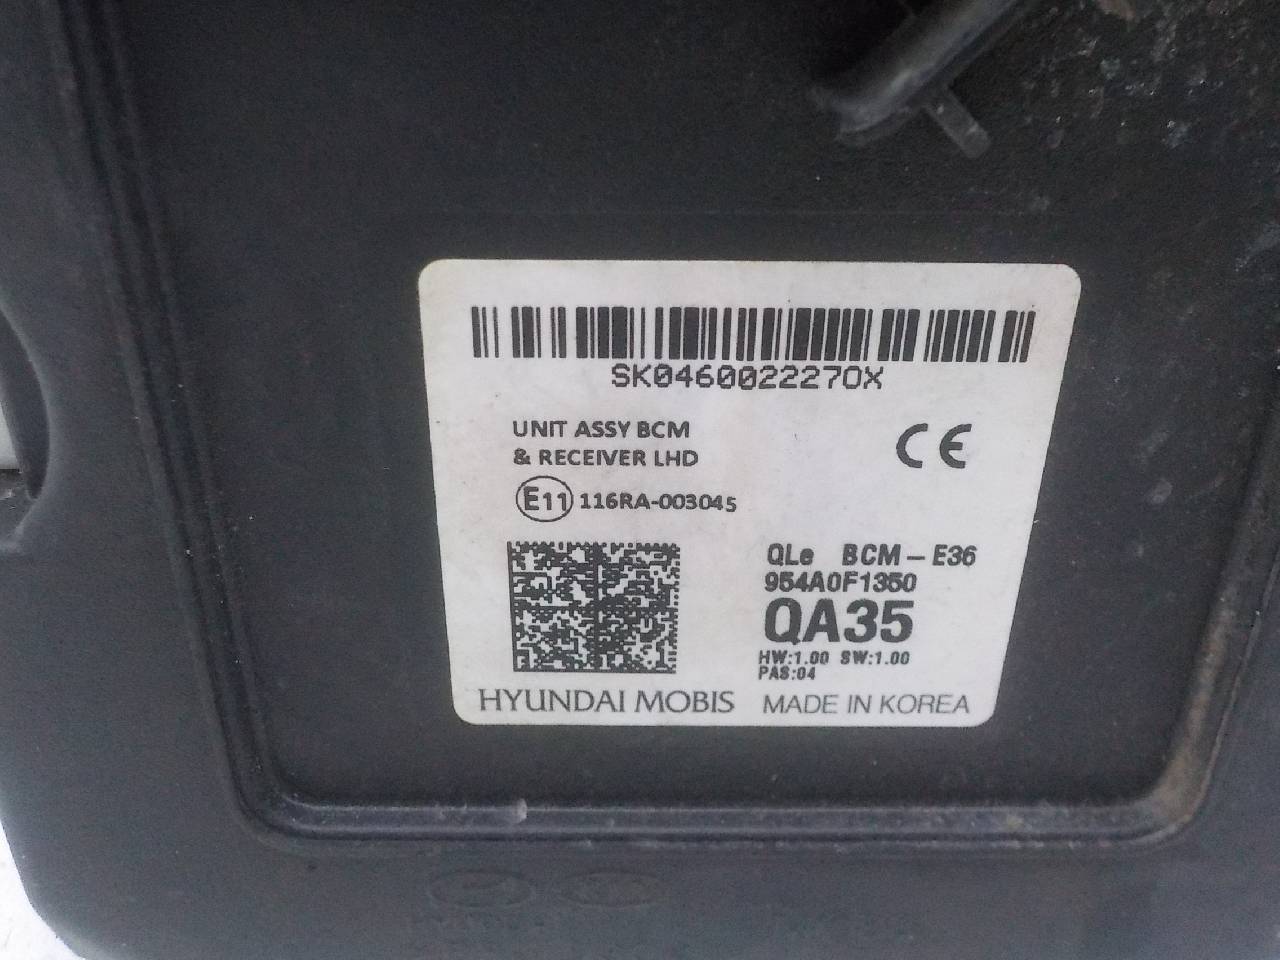 SK0460022270X
UNIT ASSY BCM
& RECEIVER LHD
CE
E11 116RA-003045
QLe BCM-E36
954A0F1350
QA35
HW:1.00 SW:1.00
PAS:04
HYUNDAI MOBIS MADE IN KOREA